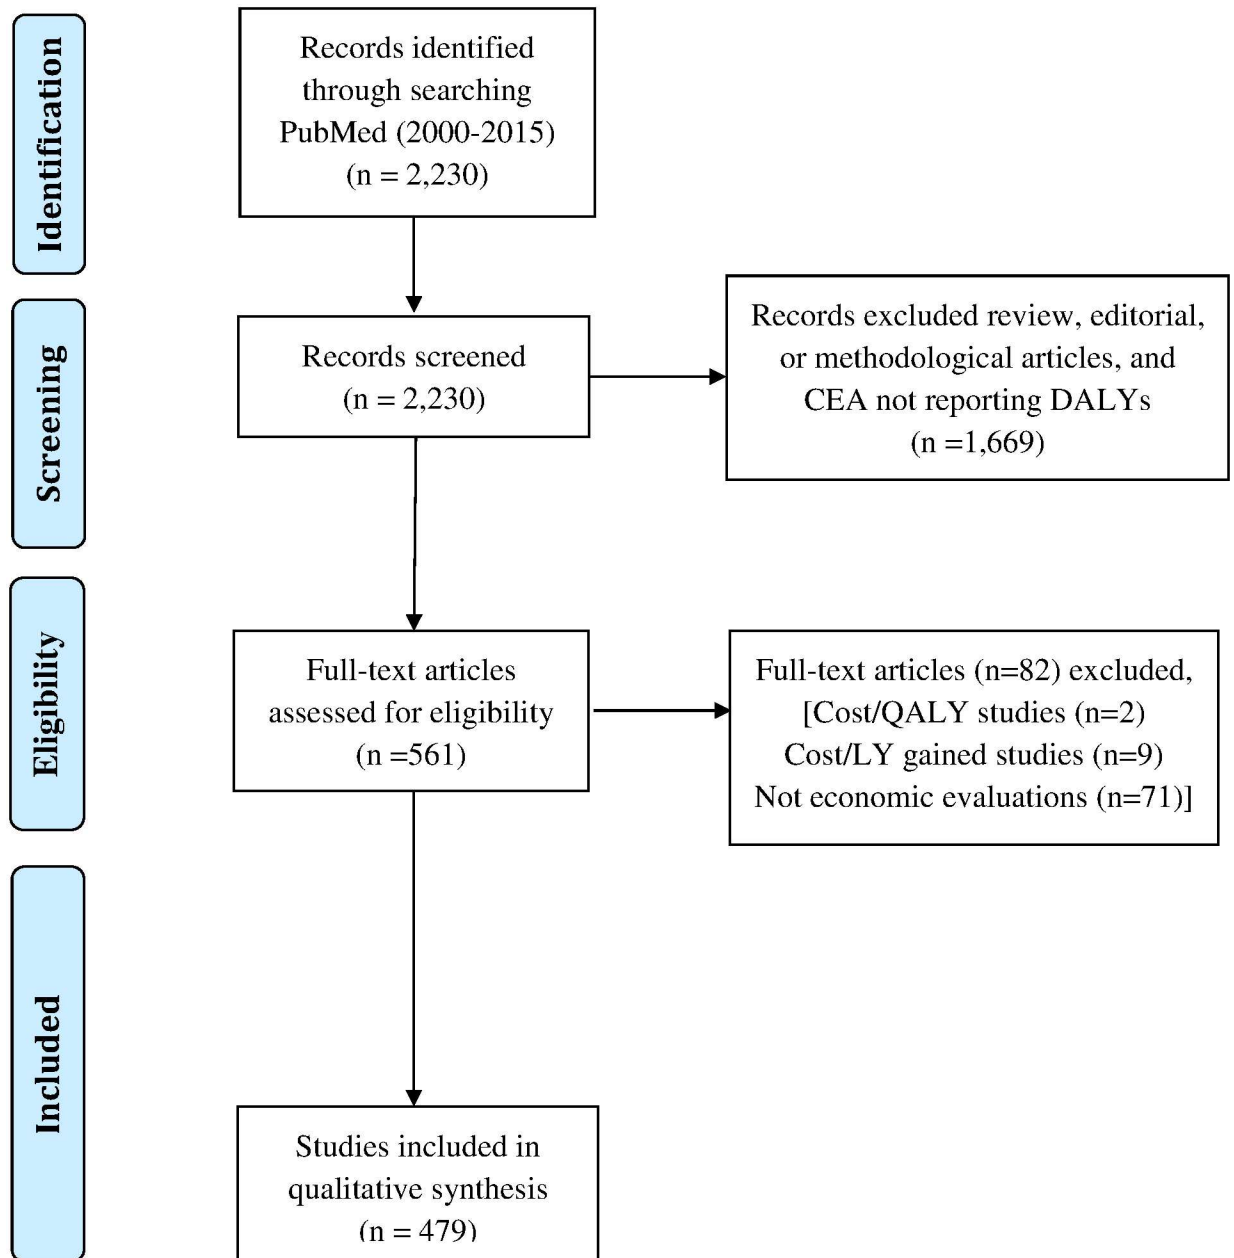 Identification
Records identified
through searching
PubMed (2000-2015)
(n = 2,230)
Screening
Records screened
(n = 2,230)
Records excluded review, editorial,
or methodological articles, and
CEA not reporting DALYs
(n =1,669)
Eligibility
Full-text articles
assessed for eligibility
(n =561)
Full-text articles (n=82) excluded,
[Cost/QALY studies (n=2)
Cost/LY gained studies (n=9)
Not economic evaluations (n=71)]
Included
Studies included in
qualitative synthesis
(n = 479)